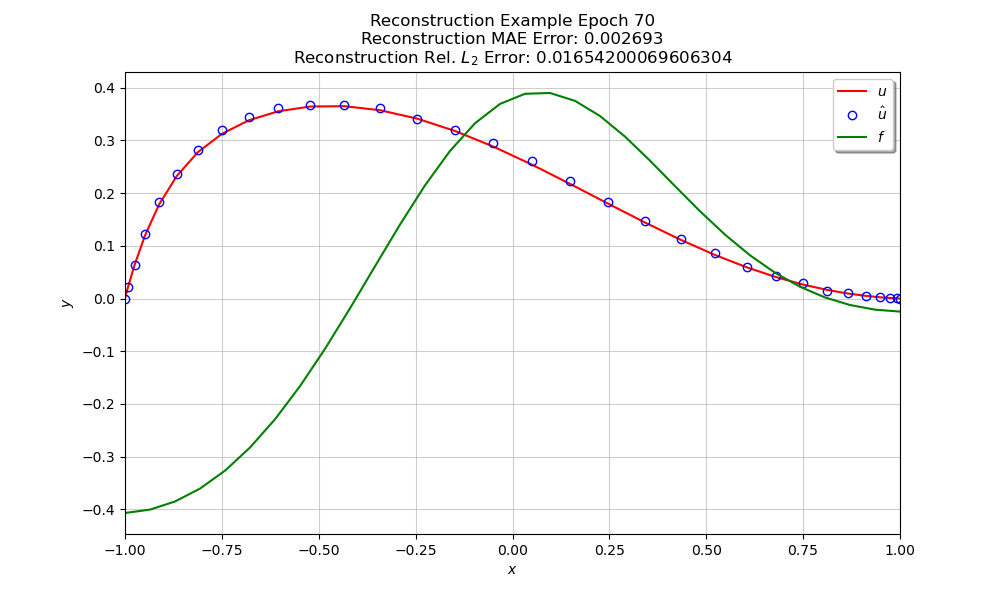 Reconstruction Example Epoch 70
Reconstruction MAE Error: 0.002693
Reconstruction Rel. L₂ Error: 0.01654200069606304
u
û
f
y
0.4
0.3
0.2
0.1
0.0
−0.1
−0.2
−0.3
−0.4
−1.00 −0.75 −0.50 −0.25 0.00 0.25 0.50 0.75 1.00
x